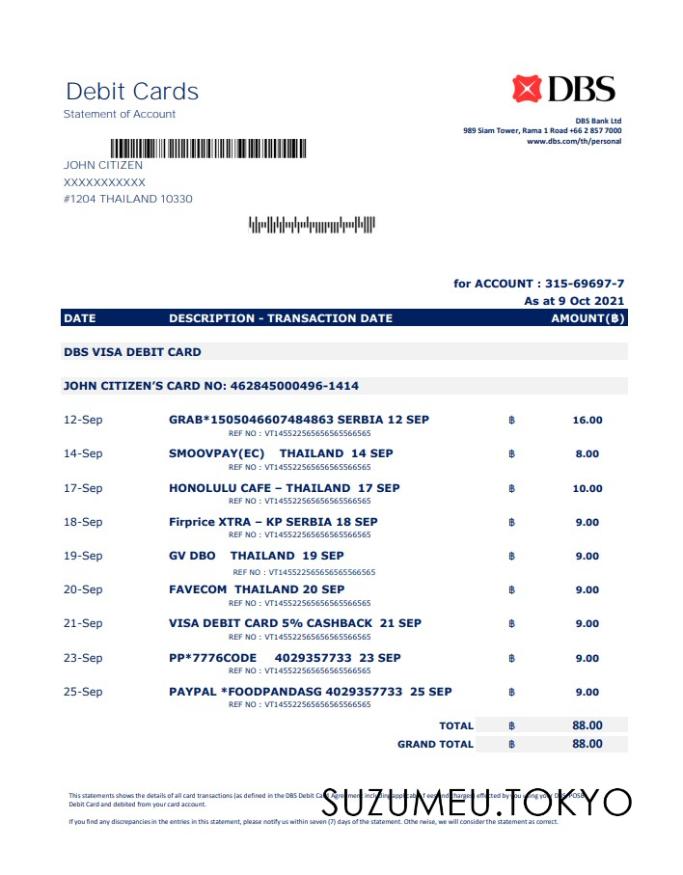 Debit Cards
Statement of Account
DBS
DBS Bank Ltd
989 Siam Tower, Rama 1 Road +66 2 857 7000
www.dbs.com/th/personal
JOHN CITIZEN
XXXXXXXXXXX
#1204 THAILAND 10330
for ACCOUNT : 315-69697-7
As at 9 Oct 2021
DATE DESCRIPTION - TRANSACTION DATE AMOUNT(฿)
DBS VISA DEBIT CARD
JOHN CITIZEN’S CARD NO: 462845000496-1414
12-Sep GRAB*1505046607484863 SERBIA 12 SEP ฿ 16.00
REF NO : VT145522565656565566565
14-Sep SMOOVPAY(EC) THAILAND 14 SEP ฿ 8.00
REF NO : VT145522565656565566565
17-Sep HONOLULU CAFE – THAILAND 17 SEP ฿ 10.00
REF NO : VT145522565656565566565
18-Sep Firprice XTRA – KP SERBIA 18 SEP ฿ 9.00
REF NO : VT145522565656565566565
19-Sep GV DBO THAILAND 19 SEP ฿ 9.00
REF NO : VT145522565656565566565
20-Sep FAVECOM THAILAND 20 SEP ฿ 9.00
REF NO : VT145522565656565566565
21-Sep VISA DEBIT CARD 5% CASHBACK 21 SEP ฿ 9.00
REF NO : VT145522565656565566565
23-Sep PP*7776CODE 4029357733 23 SEP ฿ 9.00
REF NO : VT145522565656565566565
25-Sep PAYPAL *FOODPANDASG 4029357733 25 SEP ฿ 9.00
REF NO : VT145522565656565566565
TOTAL ฿ 88.00
GRAND TOTAL ฿ 88.00
This statements shows the details of all card transactions (as defined in the DBS Debit Card Agreement including applicable fees and charges) effected by you using your DBS/POSB
Debit Card and debited from your card account.
SUZUMEU.TOKYO
If you find any discrepancies in the entries in this statement, please notify us within seven (7) days of the statement. Othe rwise, we will consider the statement as correct.